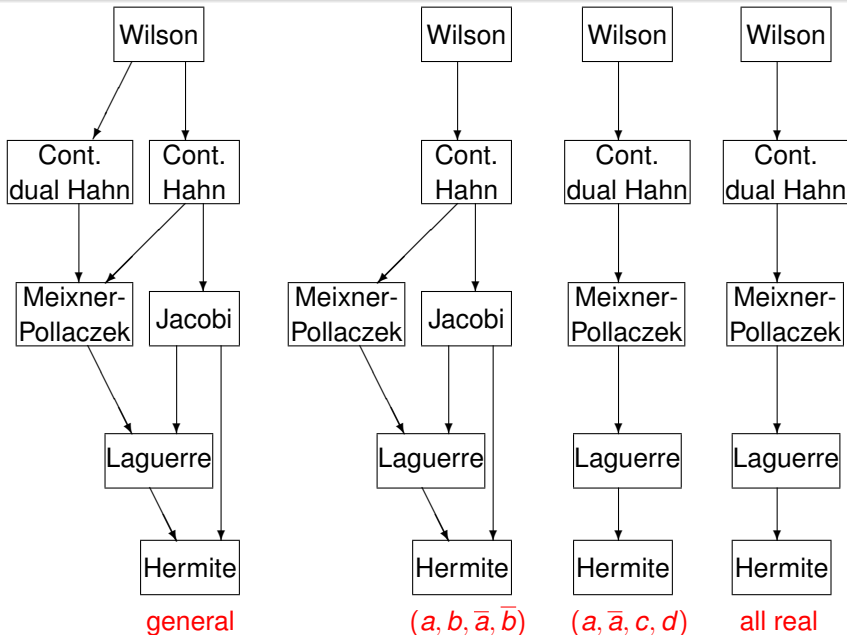 Wilson
Wilson
Wilson
Wilson
Cont.
dual Hahn
Cont.
Hahn
Cont.
Hahn
Cont.
dual Hahn
Cont.
dual Hahn
Meixner-
Pollaczek
Jacobi
Meixner-
Pollaczek
Jacobi
Meixner-
Pollaczek
Meixner-
Pollaczek
Laguerre
Laguerre
Laguerre
Laguerre
Hermite
Hermite
Hermite
Hermite
general
(a, b, a̅, b̅)
(a, a̅, c, d)
all real